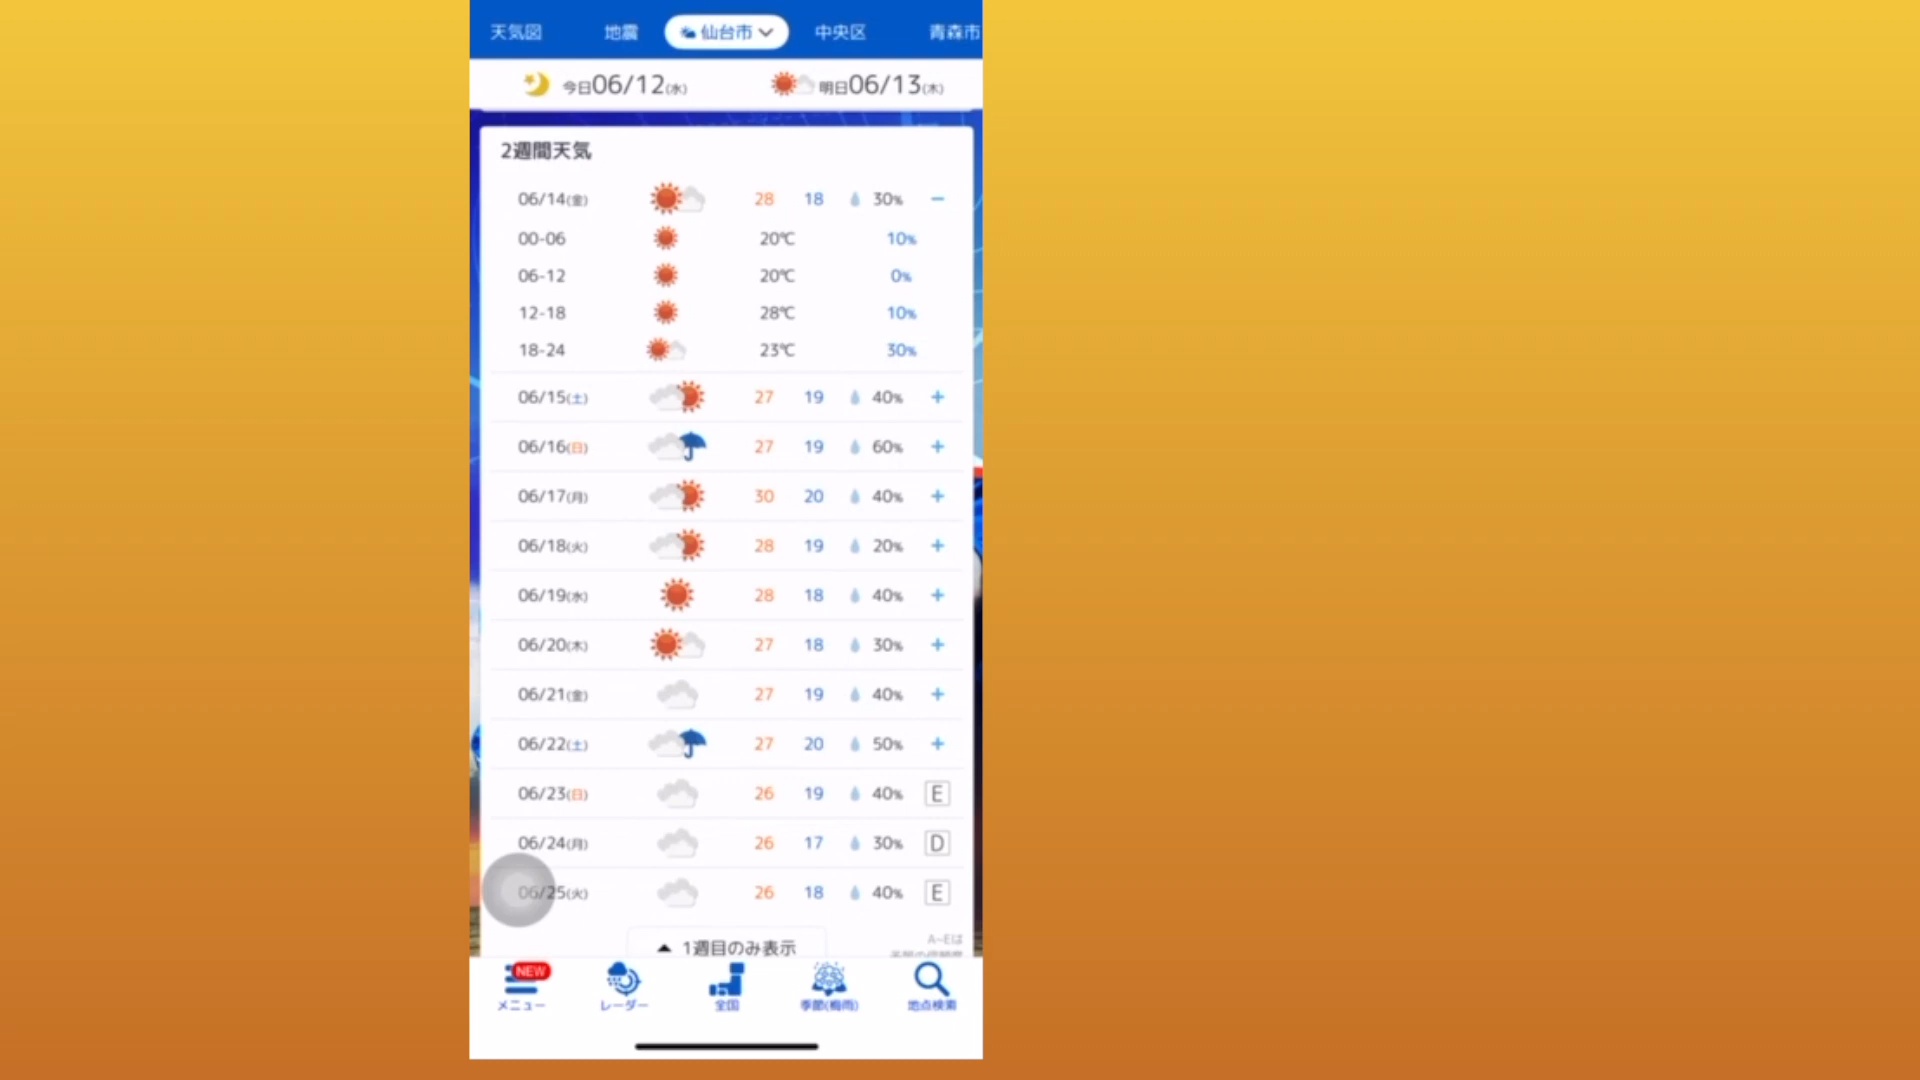 天気図 地震 仙台市 中央区 青森市
今日06/12(水) 明日06/13(木)
2週間天気
06/14(金) 28 18 30% −
00-06 20℃ 10%
06-12 20℃ 0%
12-18 28℃ 10%
18-24 23℃ 30%
06/15(土) 27 19 40% +
06/16(日) 27 19 60% +
06/17(月) 30 20 40% +
06/18(火) 28 19 20% +
06/19(水) 28 18 40% +
06/20(木) 27 18 30% +
06/21(金) 27 19 40% +
06/22(土) 27 20 50% +
06/23(日) 26 19 40% E
06/24(月) 26 17 30% D
06/25(火) 26 18 40% E
1週目のみ表示
A~Eは
NEW
メニュー レーダー 全国 季節(梅雨) 地点検索